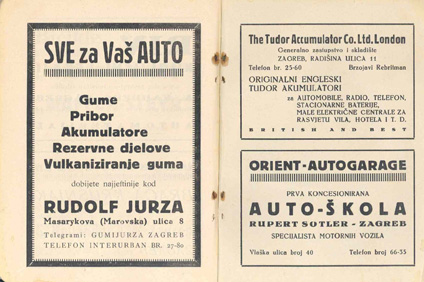 SVE za Vaš AUTO
Gume
Pribor
Akumulatore
Rezervne djelove
Vulkaniziranje guma
dobijete najjeftinije kod
RUDOLF JURZA
Masarykova (Marovska) ulica 8
Telegrami: GUMIJURZA ZAGREB
TELEFON INTERURBAN BR. 27-80
The Tudor Accumulator Co. Ltd. London
Generalno zastupstvo i skladište
ZAGREB, RADIŠINA ULICA 11
Telefon br. 25-60 Brzojavi Rebršman
ORIGINALNI ENGLESKI
TUDOR AKUMULATORI
za AUTOMOBILE, RADIO, TELEFON,
STACIONARNE BATERIJE,
MALE ELEKTRIČNE CENTRALE ZA
RASVJETU VILA, HOTELA I T. D.
BRITISH AND BEST
ORIENT-AUTOGARAGE
PRVA KONCESIONIRANA
AUTO-ŠKOLA
RUPERT SOTLER - ZAGREB
SPECIJALISTA MOTORNIH VOZILA
Vlaška ulica broj 40 Telefon broj 66-35